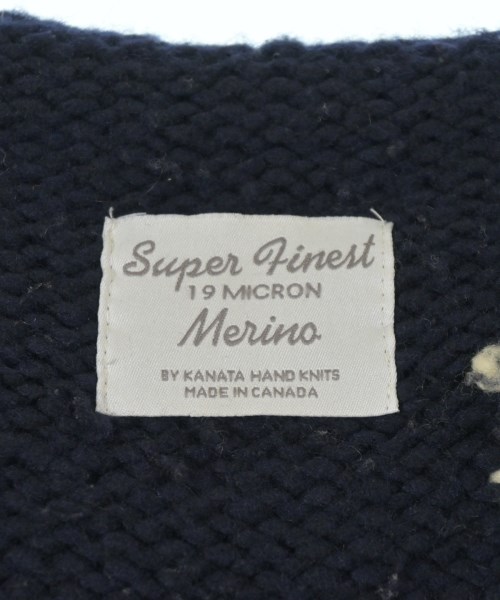 Super Finest
19 MICRON
Merino
BY KANATA HAND KNITS
MADE IN CANADA